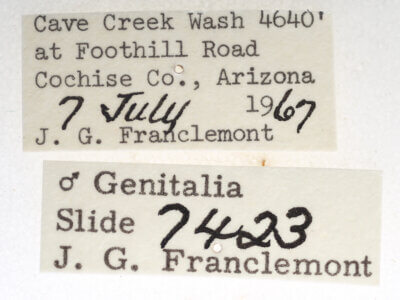 Cave Creek Wash 4640'
at Foothill Road
Cochise Co., Arizona
7 July 1967
J. G. Franclemont
♂ Genitalia
Slide 7423
J. G. Franclemont